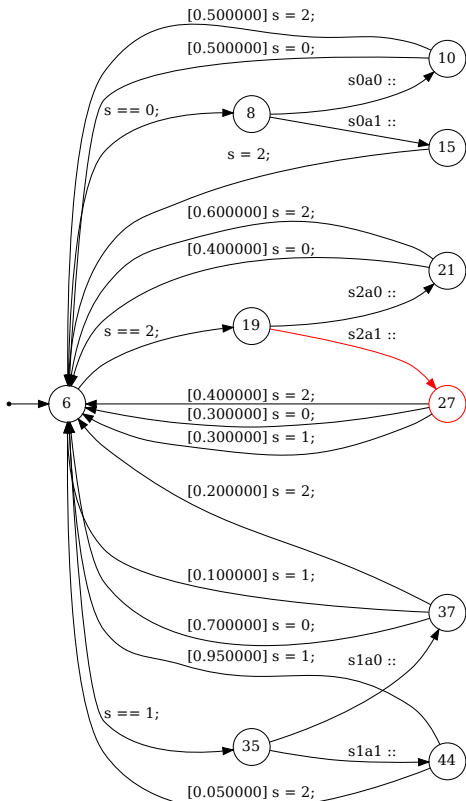 [0.500000] s = 2;
[0.500000] s = 0;
10
s0a0 ::
s == 0;
8
s0a1 ::
15
s = 2;
[0.600000] s = 2;
[0.400000] s = 0;
21
s2a0 ::
s == 2;
19
s2a1 ::
6
[0.400000] s = 2;
27
[0.300000] s = 0;
[0.300000] s = 1;
[0.200000] s = 2;
[0.100000] s = 1;
37
[0.700000] s = 0;
[0.950000] s = 1;
s1a0 ::
s == 1;
35
s1a1 ::
44
[0.050000] s = 2;